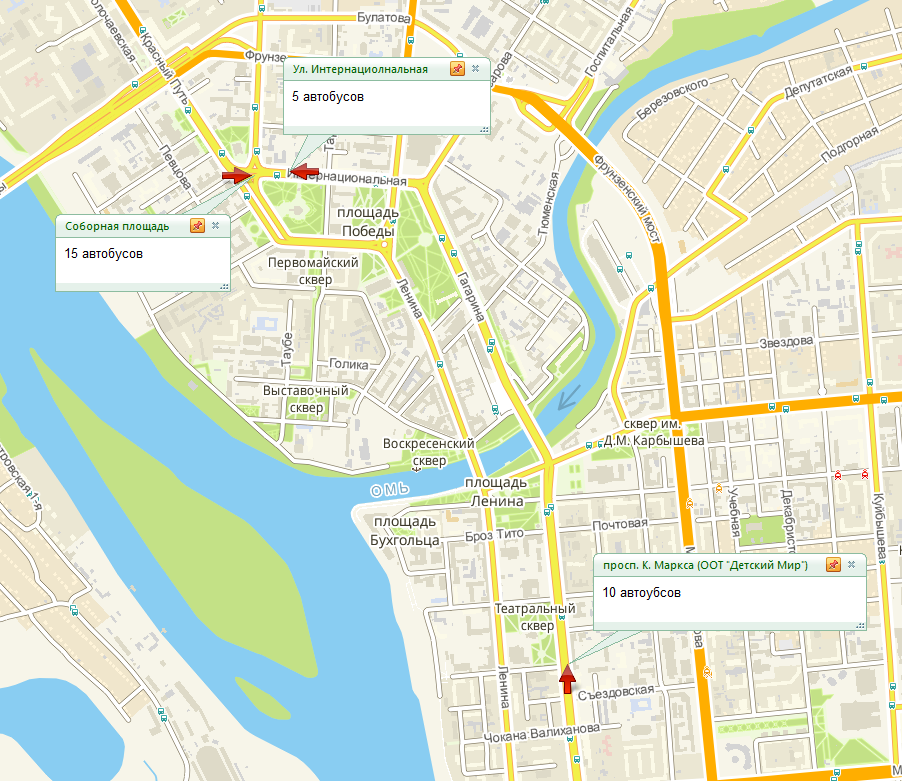 Булатова
Фрунзе
Красный Путь
Госпитальная
Ул. Интернациолнальная
5 автобусов
Березовского
Депутатская
Подгорная
Певцова
Интернациональная
Фрунзенский мост
Тюменская
площадь
Победы
Соборная площадь
15 автобусов
Первомайский
сквер
Ленина
Гагарина
Таубе
Голика
Звездова
Выставочный
сквер
Воскресенский
сквер
сквер им.
Д.М. Карбышева
ОМЬ
площадь
Ленина
площадь
Бухгольца
Броз Тито
Почтовая
Учебная
Куйбышева
просп. К. Маркса (ООТ "Детский Мир")
10 автоубсов
Театральный
сквер
Ленина
Съездовская
Чокана Валиханова